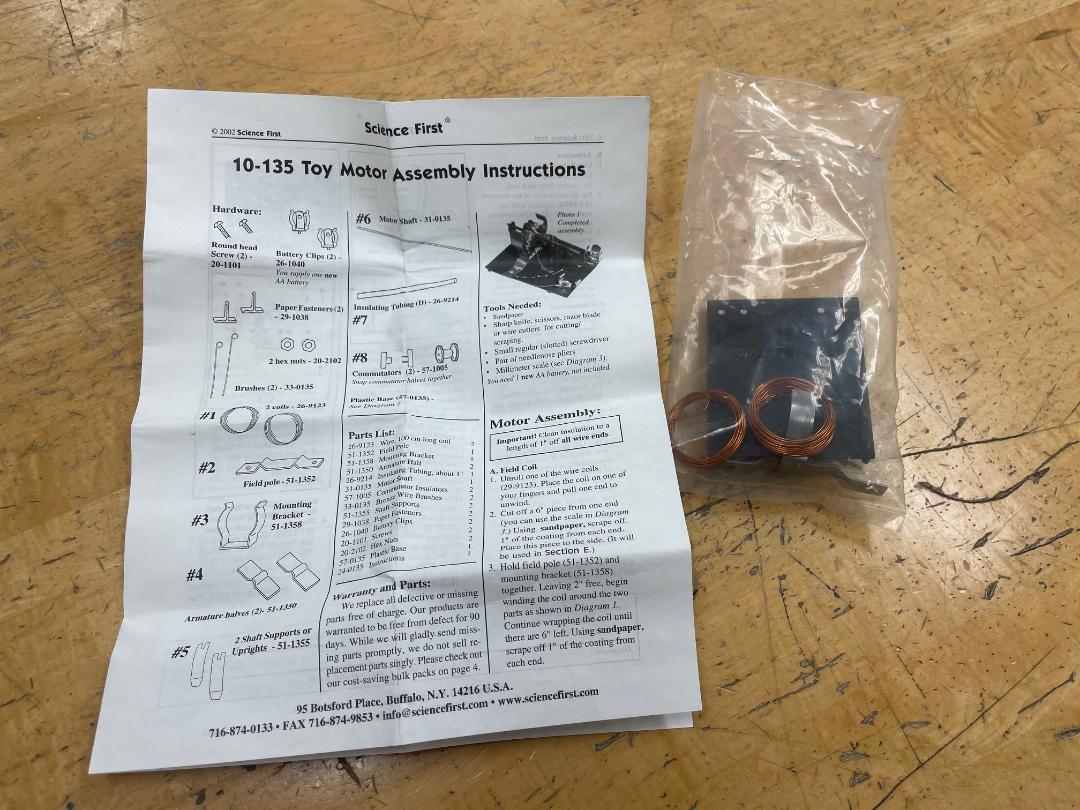 © 2002 Science First
Science First®
10-135 Toy Motor Assembly Instructions
Hardware:
Round head
Screw (2) -
20-1101
Battery Clips (2) -
26-1040
You supply one new
AA battery
Paper Fasteners (2)
- 29-1038
2 hex nuts - 20-2102
Brushes (2) - 33-0135
#1
2 coils - 26-9123
#2
Field pole - 51-1352
#3
Mounting
Bracket -
51-1358
#4
Armature halves (2)- 51-1350
#5
2 Shaft Supports or
Uprights - 51-1355
#6 Motor Shaft - 31-0135
Insulating Tubing (D) - 26-9214
#7
#8
Commutators (2) - 57-1005
Snap commutator halves together
Plastic Base (57-0135) -
See Diagram 3
Parts List:
26-9123 Wire, 100 cm long coil 2
51-1352 Field Pole 1
51-1358 Mounting Bracket 1
51-1350 Armature Half 2
26-9214 Insulating Tubing, about 1" 1
31-0135 Motor Shaft 1
57-1005 Commutator Insulators 2
33-0135 Bronze Wire Brushes 2
51-1355 Shaft Supports 2
29-1038 Paper Fasteners 2
26-1040 Battery Clips 2
20-1101 Screws 2
20-2102 Hex Nuts 2
57-0135 Plastic Base 1
24-0135 Instructions 1
Warranty and Parts:
We replace all defective or missing
parts free of charge. Our products are
warranted to be free from defect for 90
days. While we will gladly send miss-
ing parts promptly, we do not sell re-
placement parts singly. Please check out
our cost-saving bulk packs on page 4.
Photo 1 -
Completed
assembly
Tools Needed:
• Sandpaper
• Sharp knife, scissors, razor blade
or wire cutters for cutting/
scraping.
• Small regular (slotted) screwdriver
• Pair of needlenose pliers
• Millimeter scale (see Diagram 3).
You need 1 new AA battery, not included.
Motor Assembly:
Important! Clean insulation to a
length of 1" off all wire ends.
A. Field Coil
1. Unroll one of the wire coils
(29-9123). Place the coil on one of
your fingers and pull one end to
unwind.
2. Cut off a 6" piece from one end
(you can use the scale in Diagram
3.) Using sandpaper, scrape off
1" of the coating from each end.
Place this piece to the side. (It will
be used in Section E.)
3. Hold field pole (51-1352) and
mounting bracket (51-1358)
together. Leaving 2" free, begin
winding the coil around the two
parts as shown in Diagram 1.
Continue wrapping the coil until
there are 6" left. Using sandpaper,
scrape off 1" of the coating from
each end.
95 Botsford Place, Buffalo, N.Y. 14216 U.S.A.
716-874-0133 • FAX 716-874-9853 • info@sciencefirst.com • www.sciencefirst.com